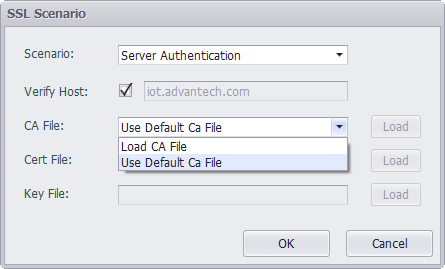 SSL Scenario
Scenario: Server Authentication
Verify Host: iot.advantech.com
CA File: Use Default Ca File Load
Load CA File
Use Default Ca File
Cert File: Load
Key File: Load
OK Cancel